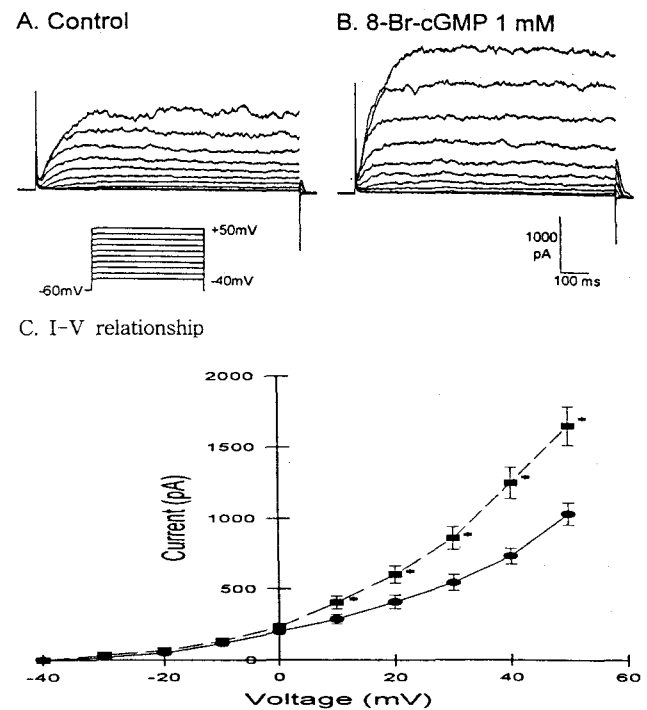 A. Control
B. 8-Br-cGMP 1 mM
+50mV
-40mV
-60mV
1000
pA
100 ms
C. I-V relationship
2000
1500
1000
500
0
Current (pA)
-40
-20
0
20
40
60
Voltage (mV)